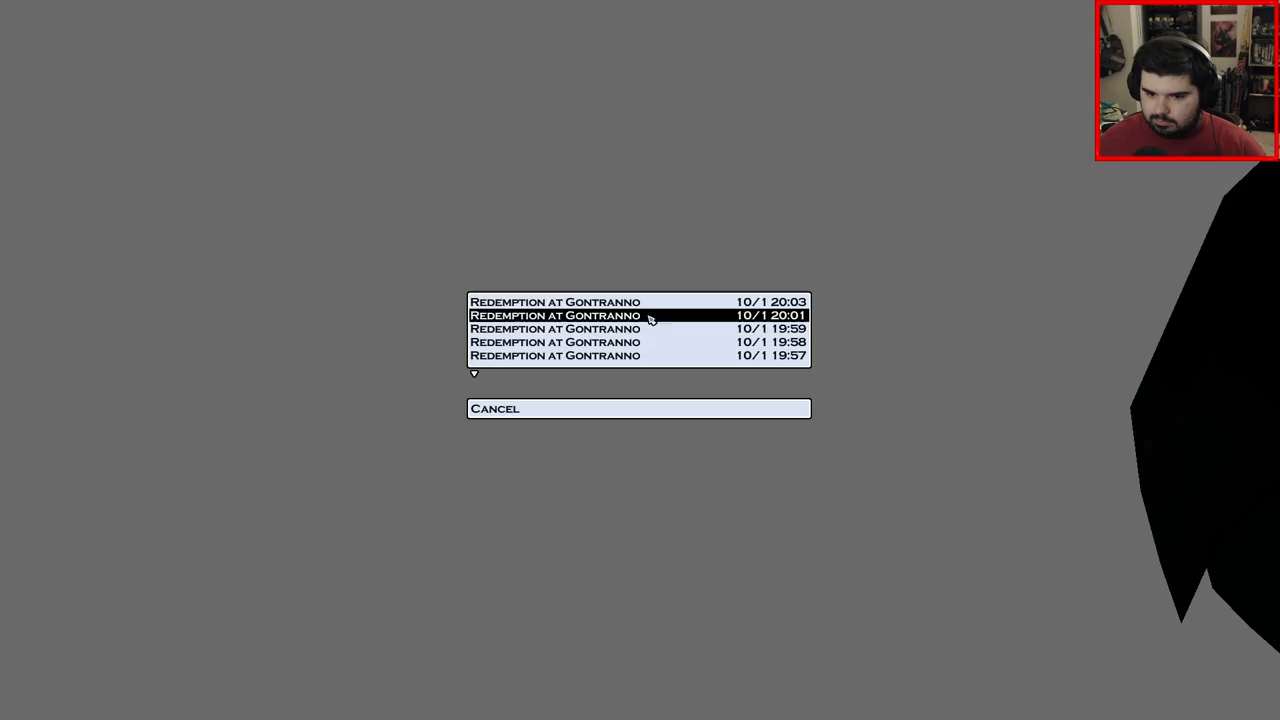 Redemption at Gontranno 10/1 20:03
Redemption at Gontranno 10/1 20:01
Redemption at Gontranno 10/1 19:59
Redemption at Gontranno 10/1 19:58
Redemption at Gontranno 10/1 19:57
Cancel